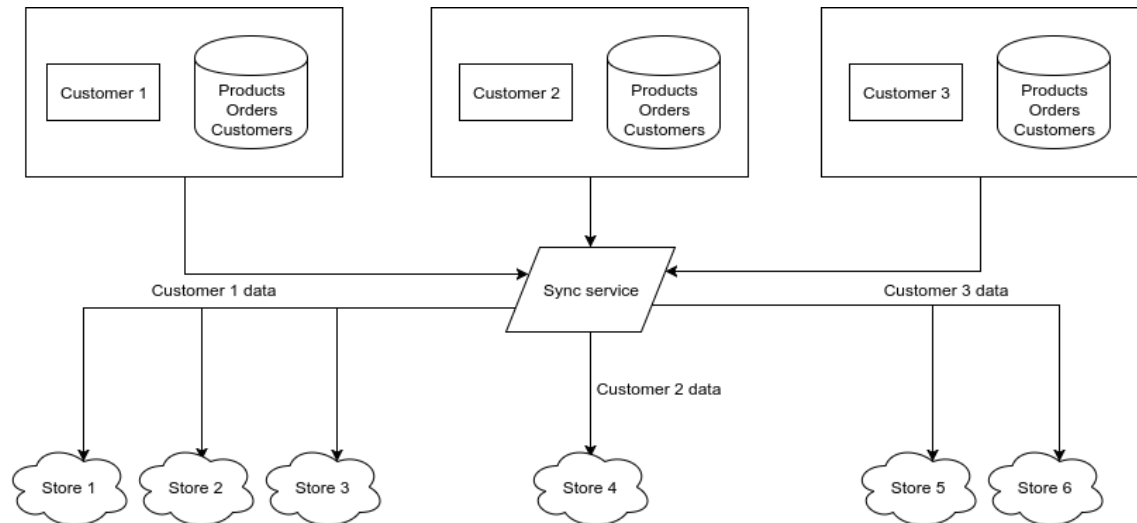 Customer 1
Products
Orders
Customers
Customer 2
Products
Orders
Customers
Customer 3
Products
Orders
Customers
Sync service
Customer 1 data
Customer 3 data
Customer 2 data
Store 1
Store 2
Store 3
Store 4
Store 5
Store 6